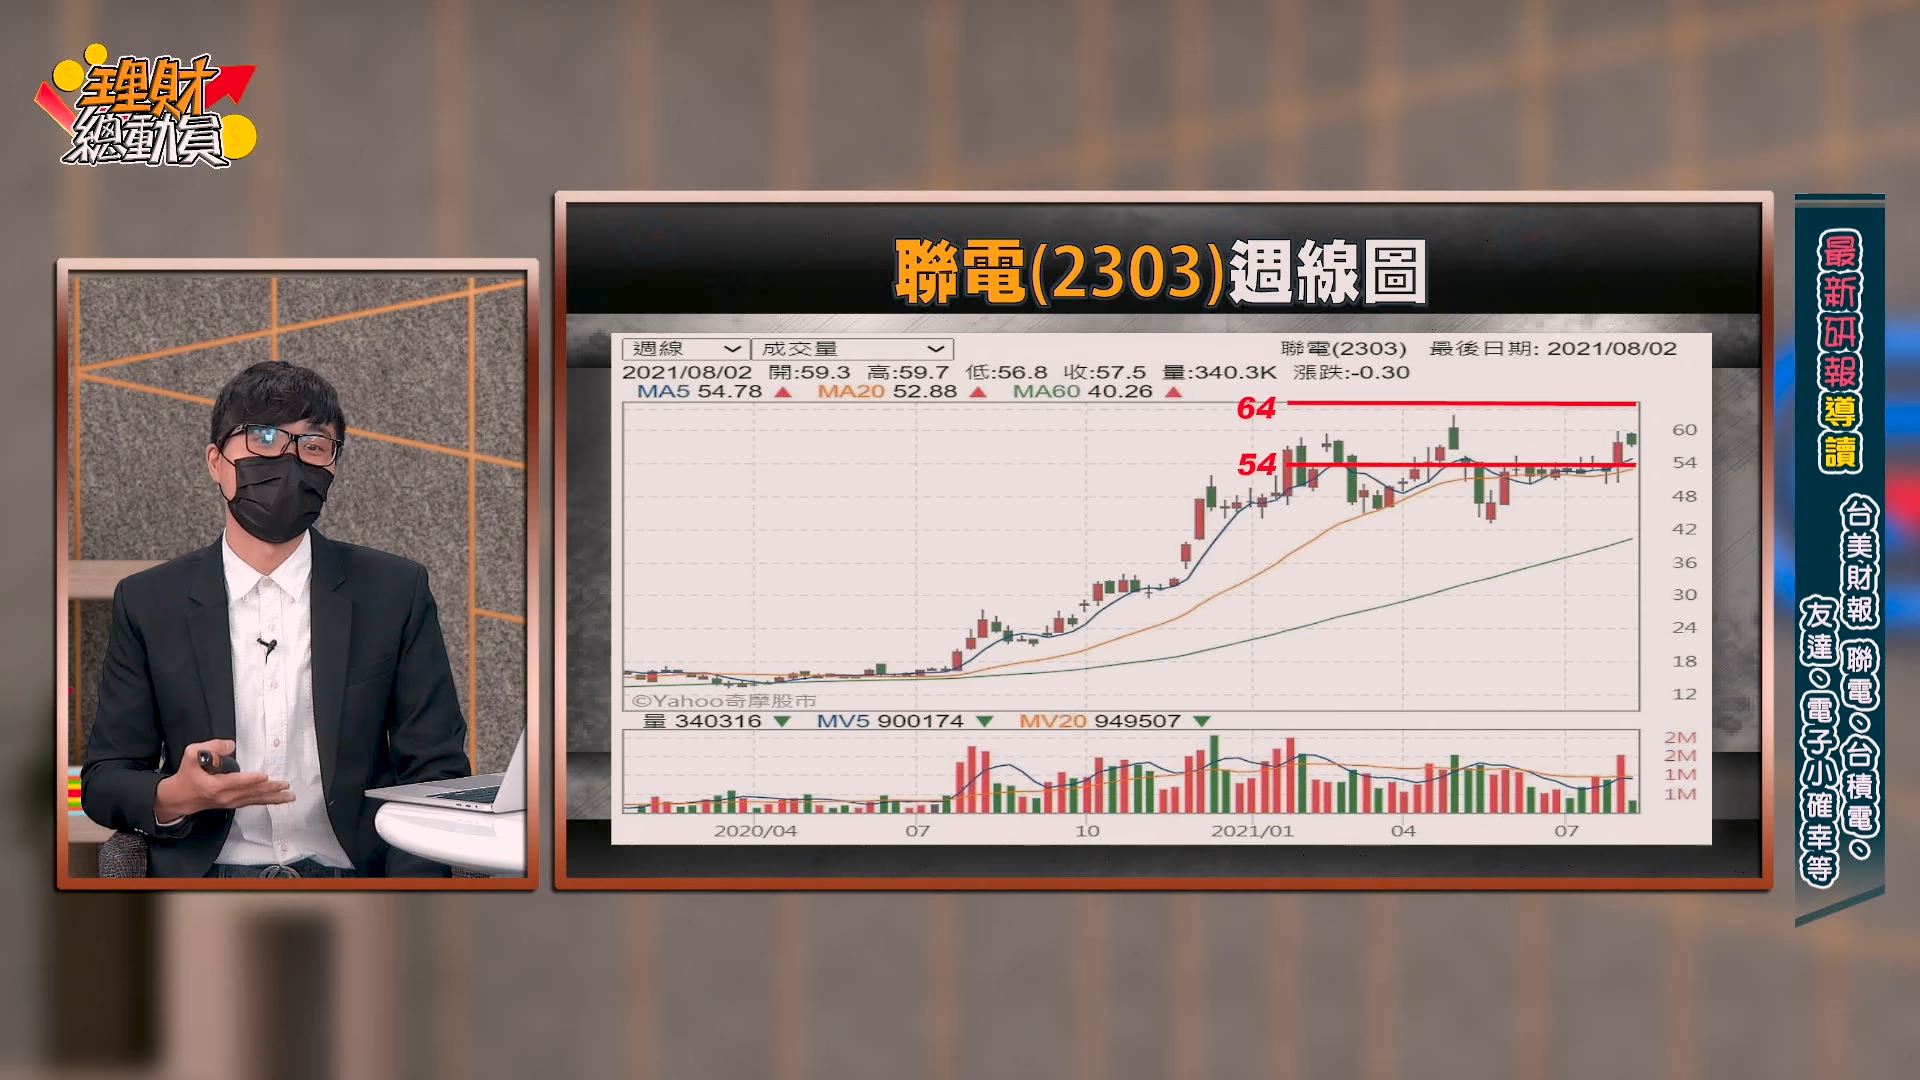 理財
總動員
聯電(2303)週線圖
週線 成交量 聯電(2303) 最後日期: 2021/08/02
2021/08/02 開:59.3 高:59.7 低:56.8 收:57.5 量:340.3K 漲跌:-0.30
MA5 54.78 ▲ MA20 52.88 ▲ MA60 40.26 ▲
64
54
60
54
48
42
36
30
24
18
12
©Yahoo奇摩股市
量 340316 ▼ MV5 900174 ▼ MV20 949507 ▼
2M
2M
1M
1M
2020/04 07 10 2021/01 04 07
最新研報導讀
台美財報 聯電。台積電。
友達。電子小確幸等